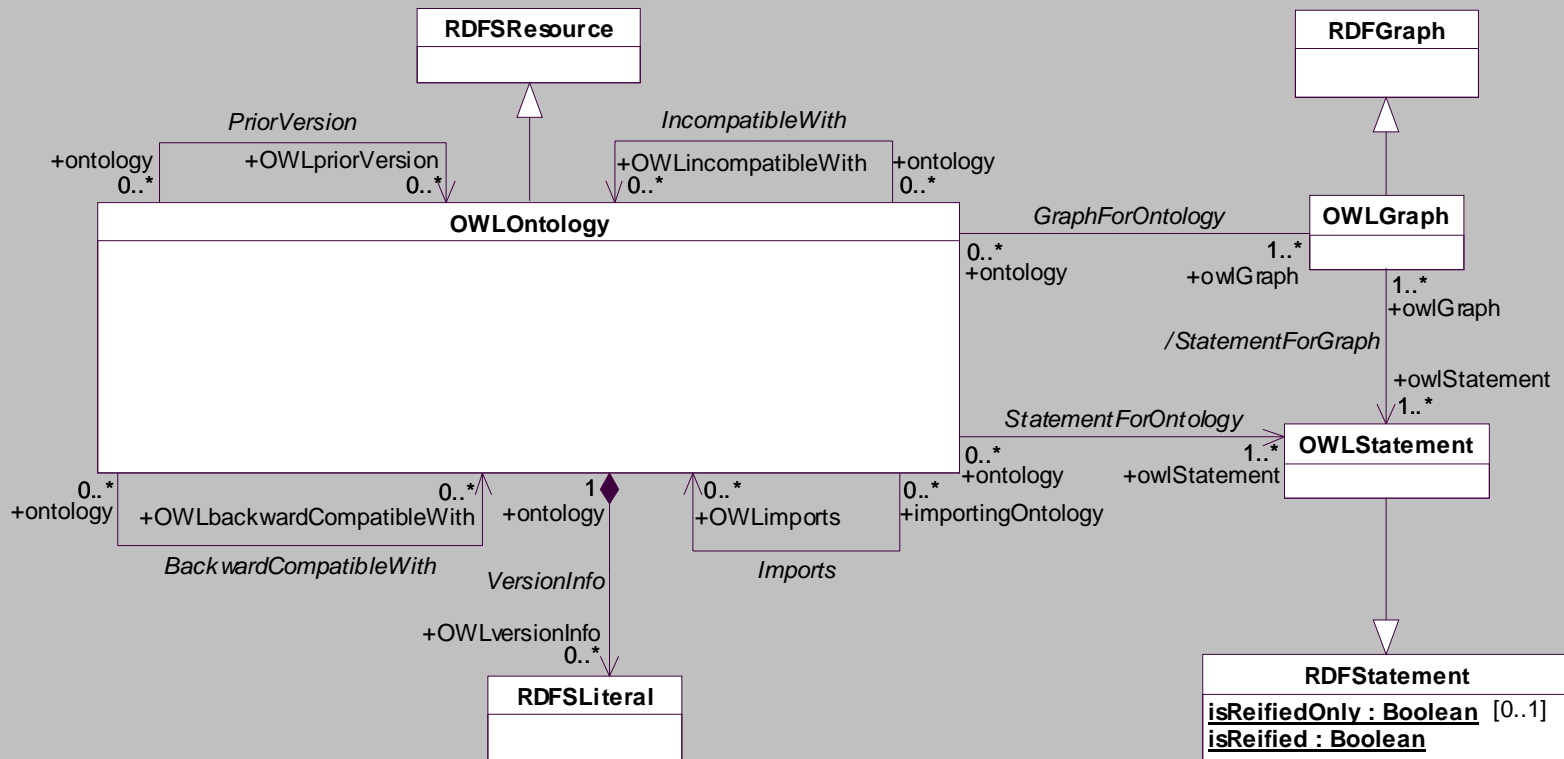 RDFSResource
RDFGraph
PriorVersion
IncompatibleWith
+ontology
+OWLpriorVersion
+OWLincompatibleWith
+ontology
0..*
0..*
0..*
0..*
OWLOntology
GraphForOntology
OWLGraph
0..*
1..*
+ontology
+owlGraph
1..*
+owlGraph
/StatementForGraph
+owlStatement
1..*
StatementForOntology
OWLStatement
0..*
1..*
+ontology
+owlStatement
0..*
0..*
1
0..*
0..*
+ontology
+OWLbackwardCompatibleWith
+ontology
+OWLimports
+importingOntology
BackwardCompatibleWith
VersionInfo
Imports
+OWLversionInfo
0..*
RDFSLiteral
RDFStatement
isReifiedOnly : Boolean [0..1]
isReified : Boolean